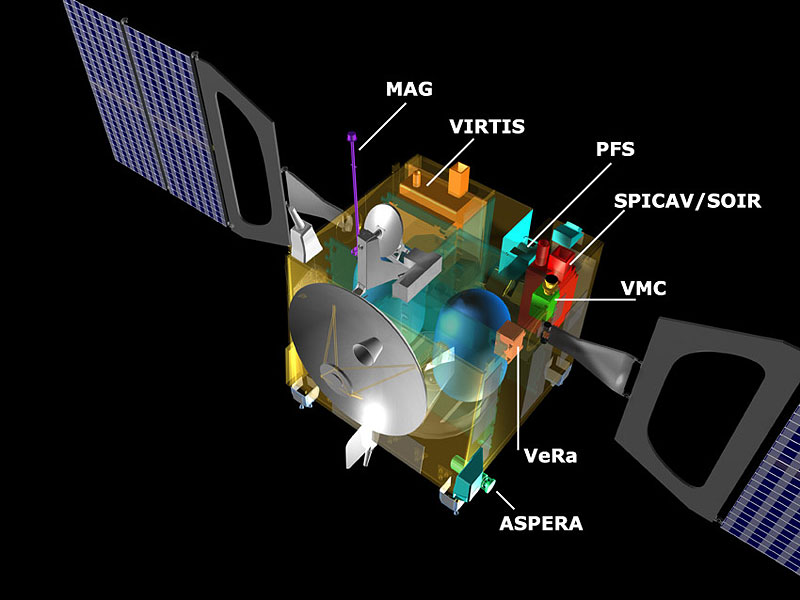 MAG
VIRTIS
PFS
SPICAV/SOIR
VMC
VeRa
ASPERA